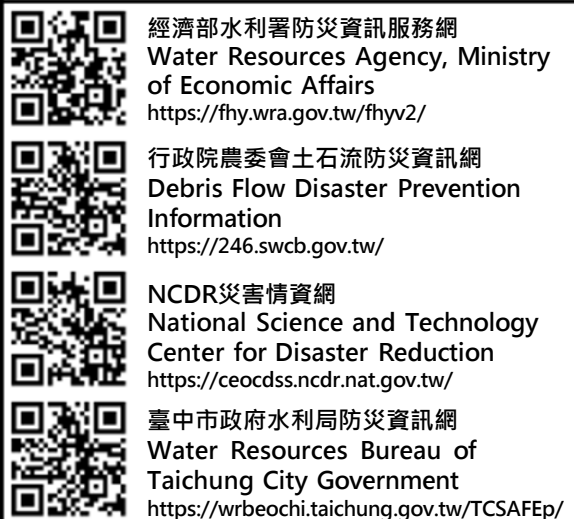 經濟部水利署防災資訊服務網
Water Resources Agency, Ministry
of Economic Affairs
https://fhy.wra.gov.tw/fhyv2/
行政院農委會土石流防災資訊網
Debris Flow Disaster Prevention
Information
https://246.swcb.gov.tw/
NCDR災害情資網
National Science and Technology
Center for Disaster Reduction
https://ceocdss.ncdr.nat.gov.tw/
臺中市政府水利局防災資訊網
Water Resources Bureau of
Taichung City Government
https://wrbeochi.taichung.gov.tw/TCSAFEp/